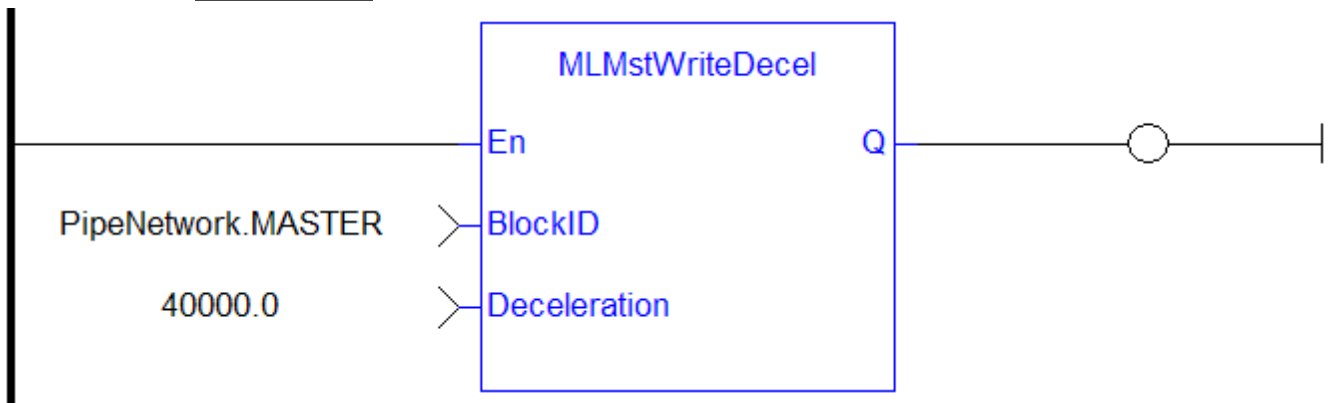 MLMstWriteDecel
En Q
PipeNetwork.MASTER BlockID
40000.0 Deceleration